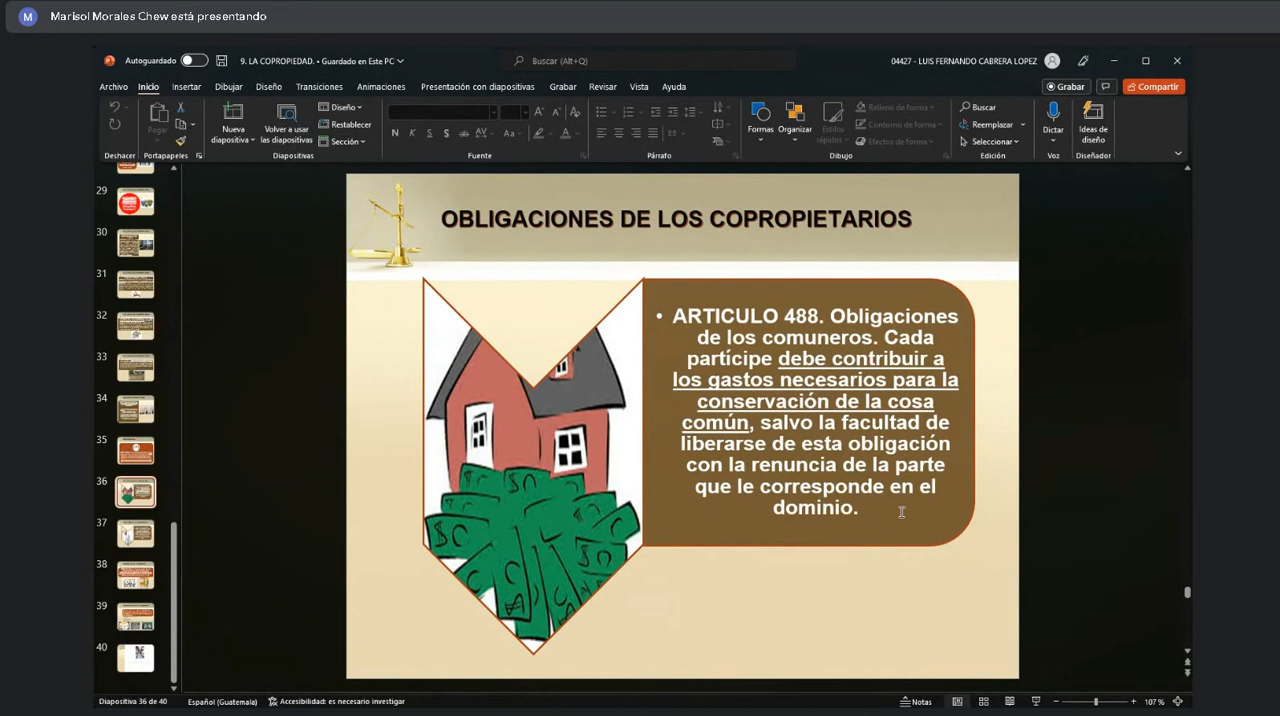 M Marisol Morales Chew está presentando
Autoguardado 9. LA COPROPIEDAD. • Guardado en Este PC Buscar (Alt+Q) 04427 - LUIS FERNANDO CABRERA LOPEZ
Archivo Inicio Insertar Dibujar Diseño Transiciones Animaciones Presentación con diapositivas Grabar Revisar Vista Ayuda Grabar Compartir
Pegar
Nueva diapositiva
Volver a usar las diapositivas
Diseño
Restablecer
Sección
N K S ab AV Aa A
Formas Organizar Estilos rápidos
Relleno de forma
Contorno de forma
Efectos de forma
Buscar
Reemplazar
Seleccionar
Dictar
Ideas de diseño
Deshacer Portapapeles Diapositivas Fuente Párrafo Dibujo Edición Voz Diseñador
29
30
31
32
33
34
35
36
37
38
39
40
OBLIGACIONES DE LOS COPROPIETARIOS
• ARTICULO 488. Obligaciones
de los comuneros. Cada
partícipe debe contribuir a
los gastos necesarios para la
conservación de la cosa
común, salvo la facultad de
liberarse de esta obligación
con la renuncia de la parte
que le corresponde en el
dominio.
Diapositiva 36 de 40 Español (Guatemala) Accesibilidad: es necesario investigar Notas 107 %